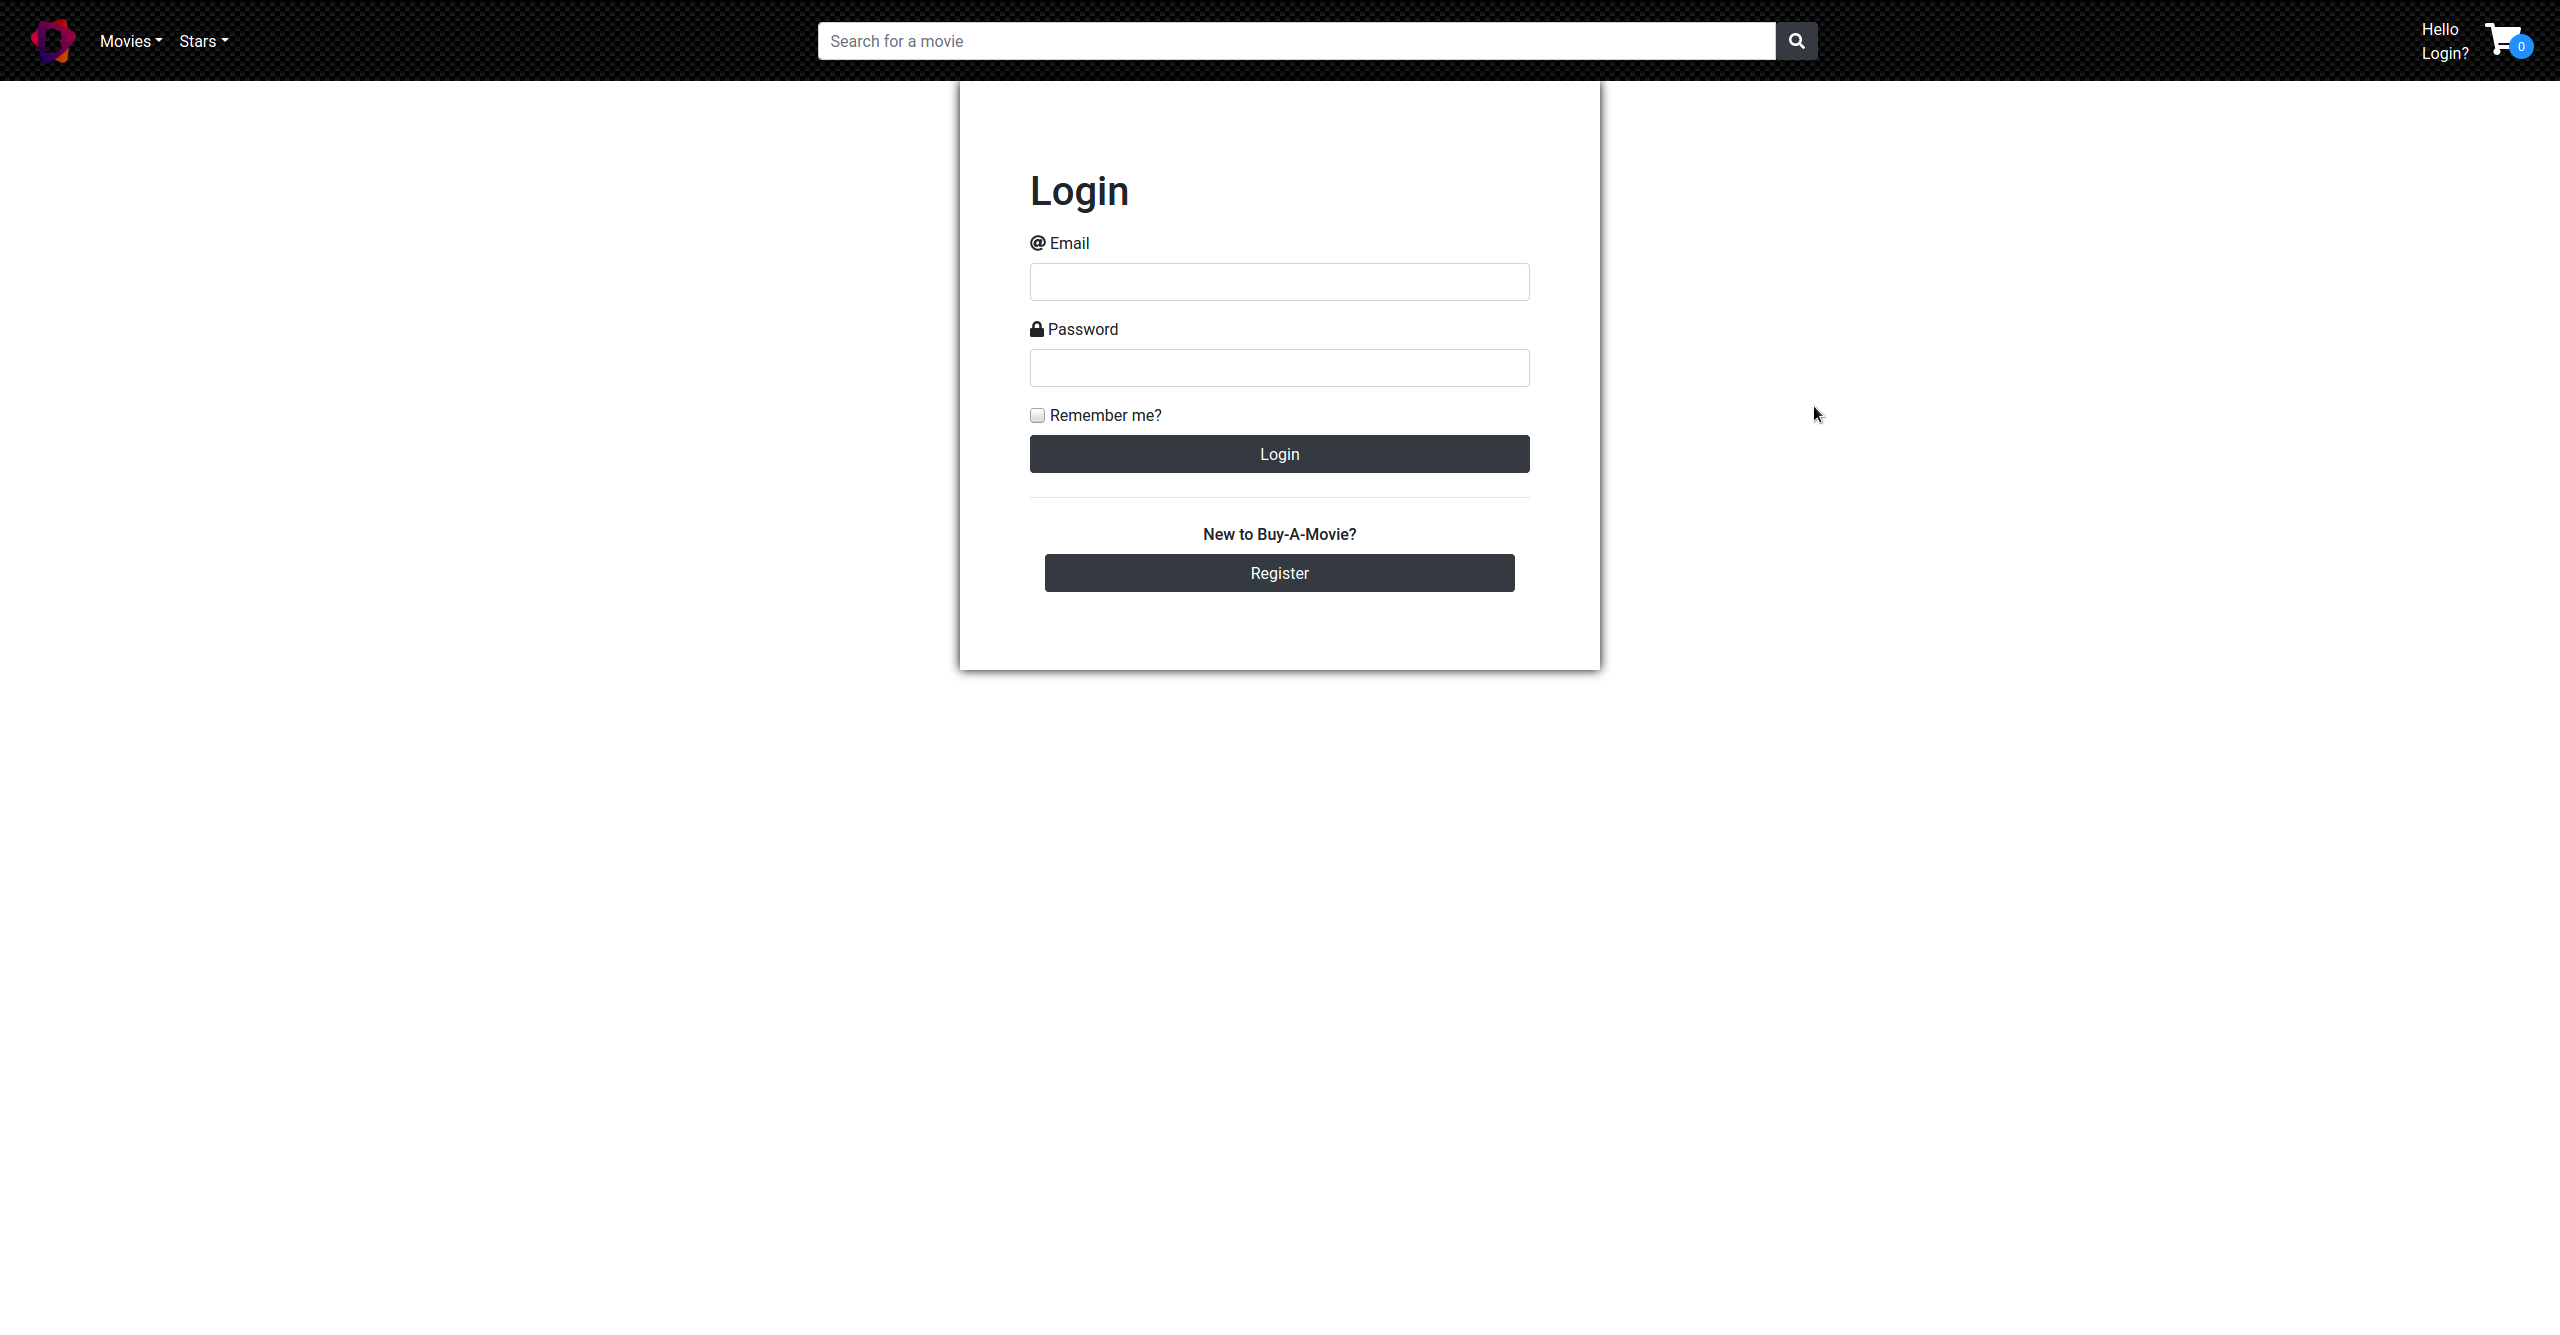 Movies Stars
Search for a movie
Hello
Login?
0
Login
Email
Password
Remember me?
Login
New to Buy-A-Movie?
Register